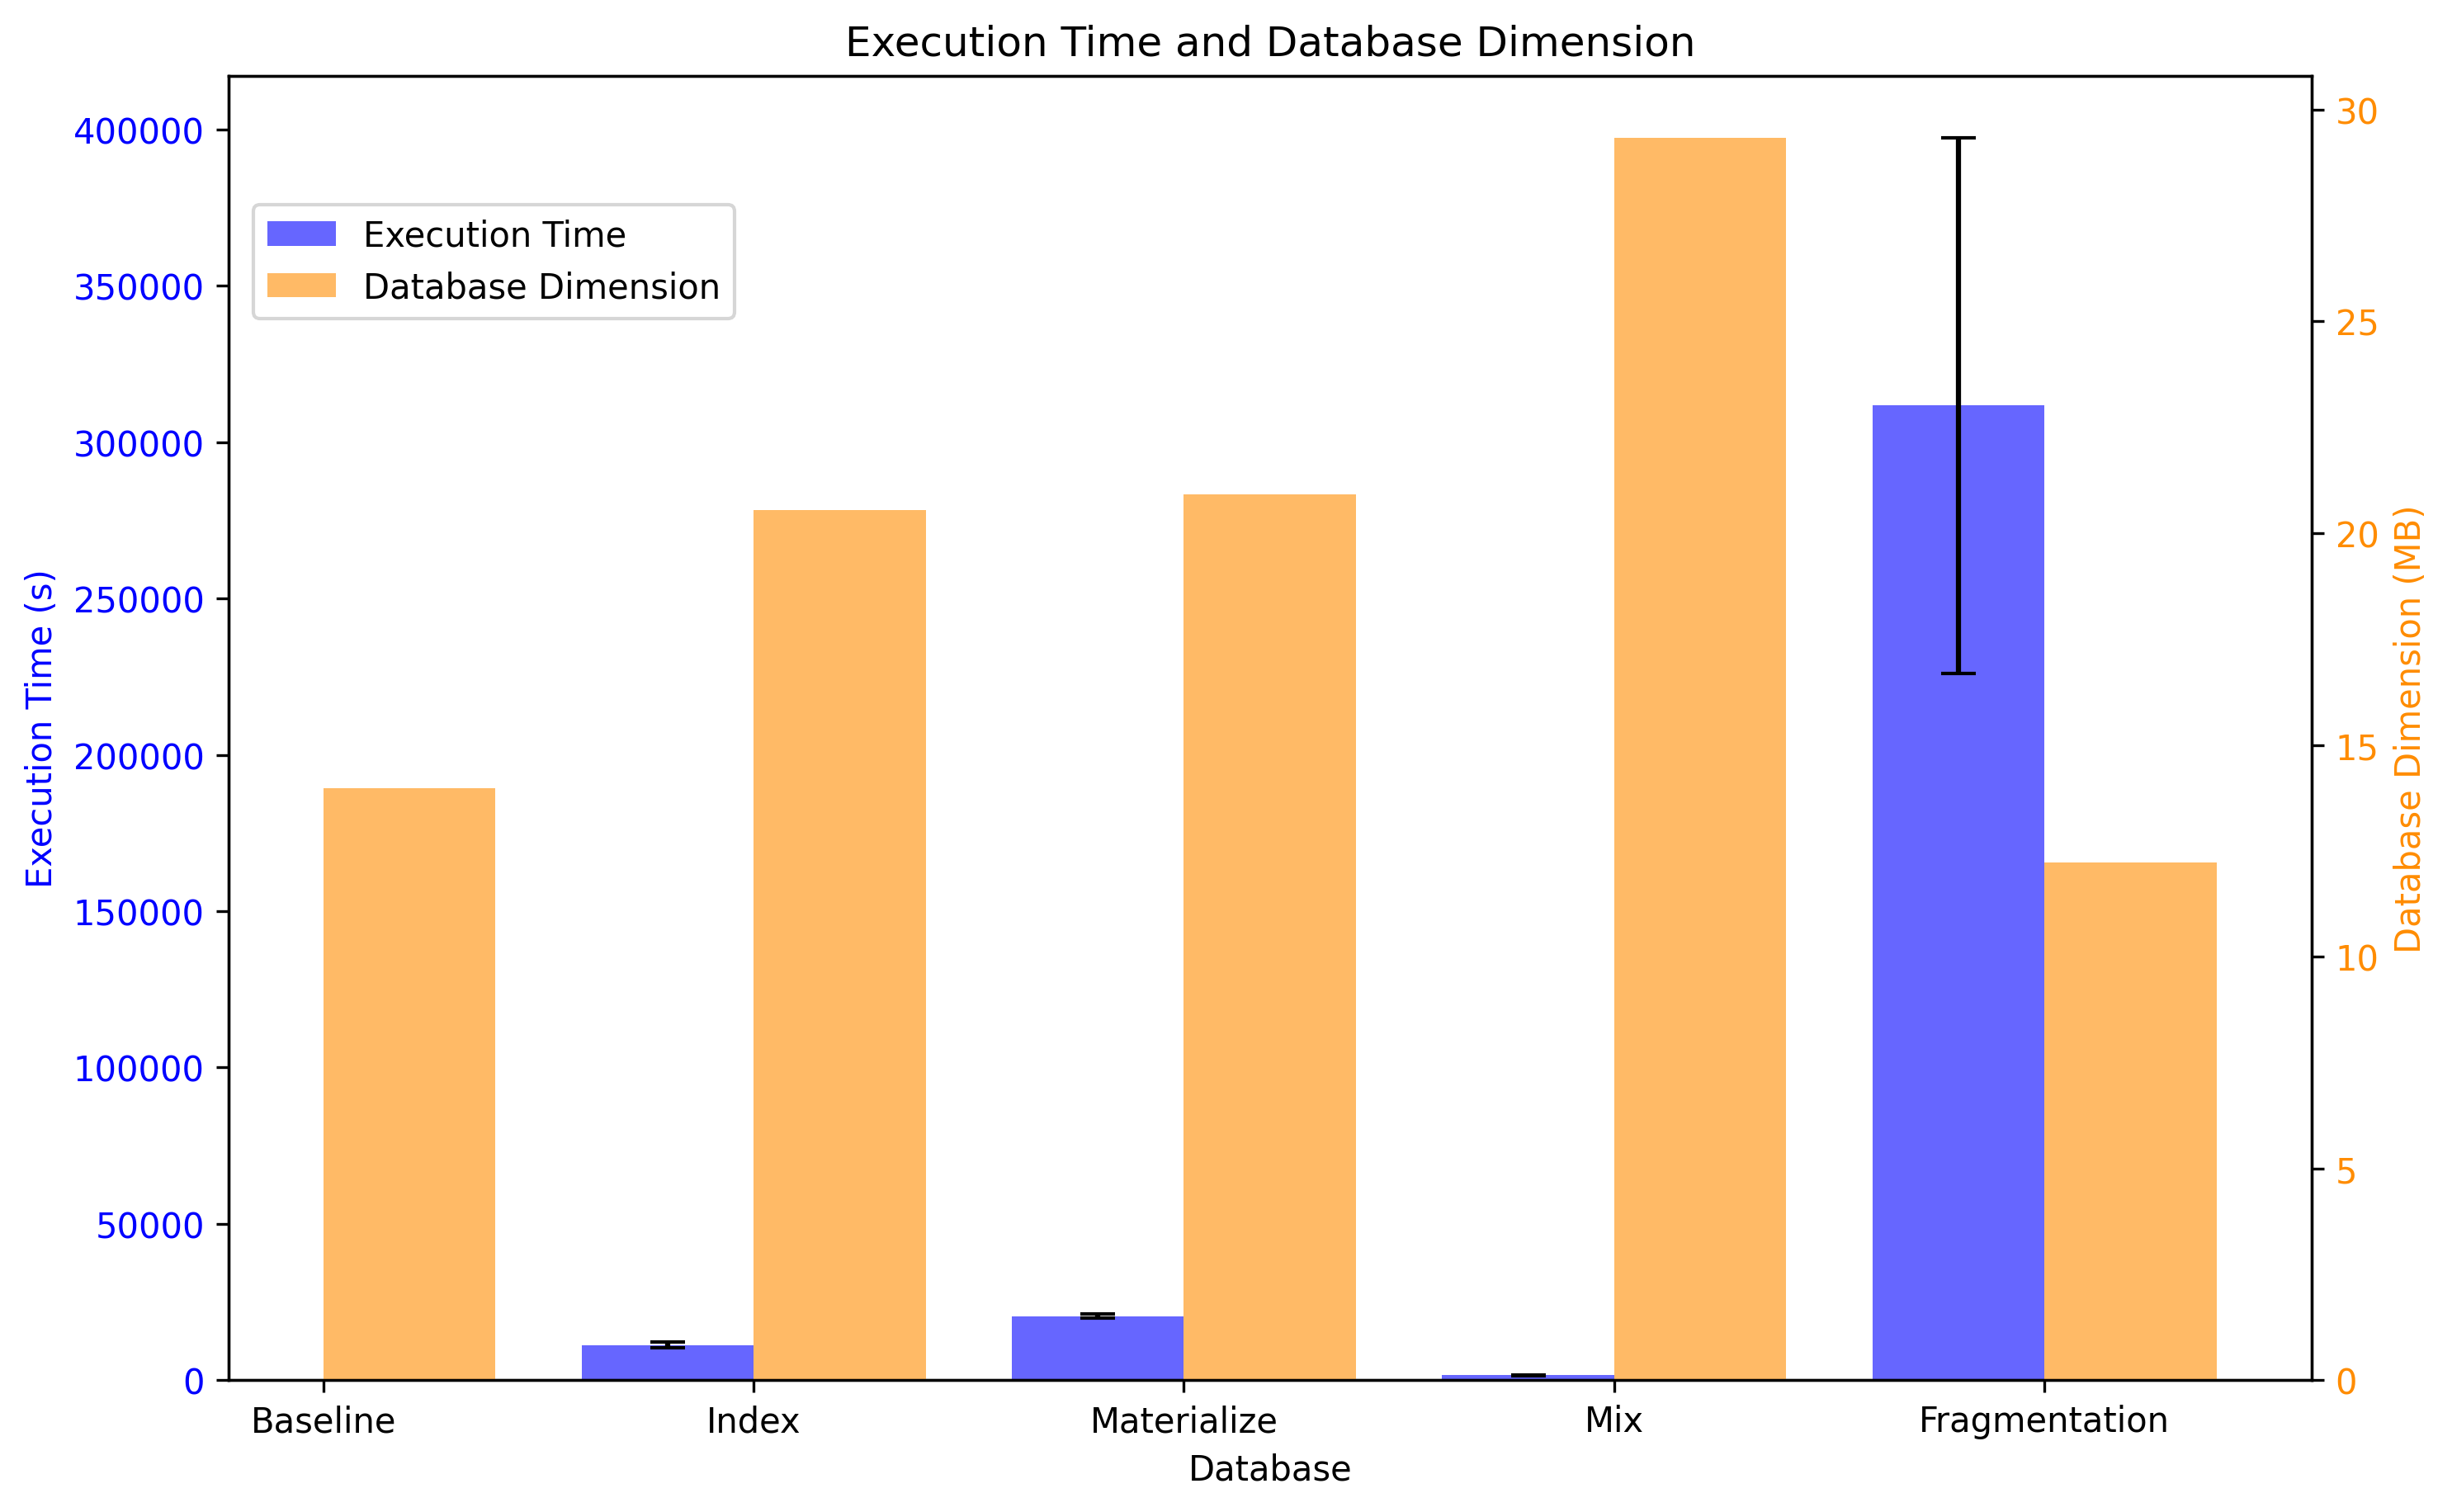 Execution Time and Database Dimension
Execution Time
Database Dimension
400000
350000
300000
250000
200000
150000
100000
50000
0
Execution Time (s)
30
25
20
15
10
5
0
Database Dimension (MB)
Baseline
Index
Materialize
Mix
Fragmentation
Database